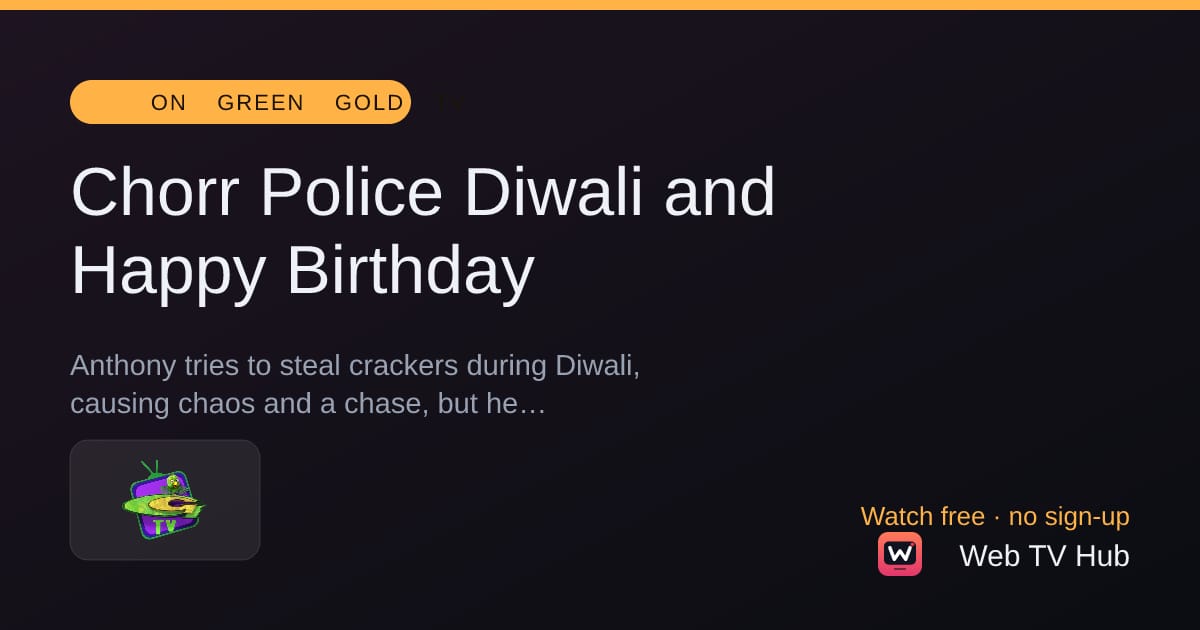 ON GREEN GOLD
Chorr Police Diwali and
Happy Birthday
Anthony tries to steal crackers during Diwali,
causing chaos and a chase, but he…
TV
Watch free · no sign-up
W
Web TV Hub